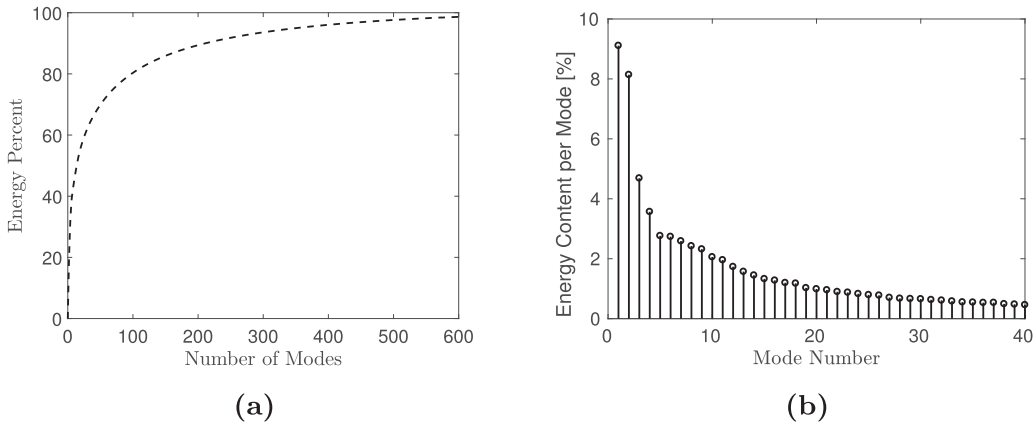 100
80
60
40
20
0
0 100 200 300 400 500 600
Energy Percent
Number of Modes
(a)
10
8
6
4
2
0
0 10 20 30 40
Energy Content per Mode [%]
Mode Number
(b)